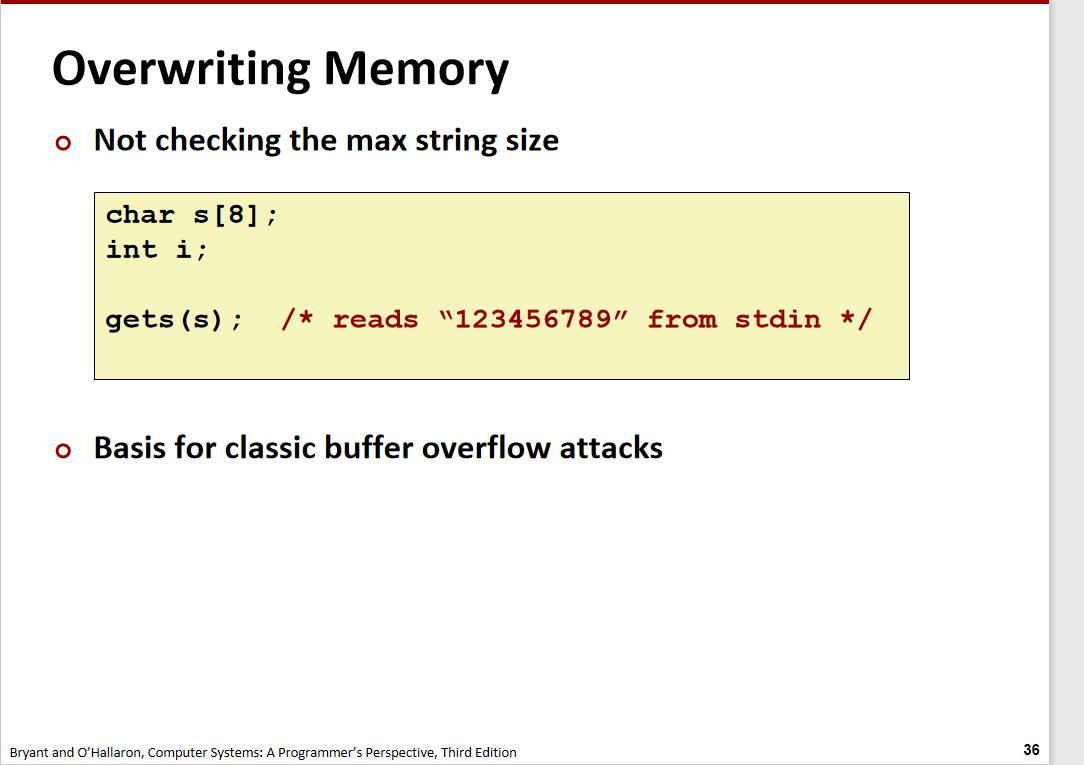 Overwriting Memory
Not checking the max string size
char s[8];
int i;
gets(s);  /* reads “123456789” from stdin */
Basis for classic buffer overflow attacks
Bryant and O’Hallaron, Computer Systems: A Programmer’s Perspective, Third Edition
36